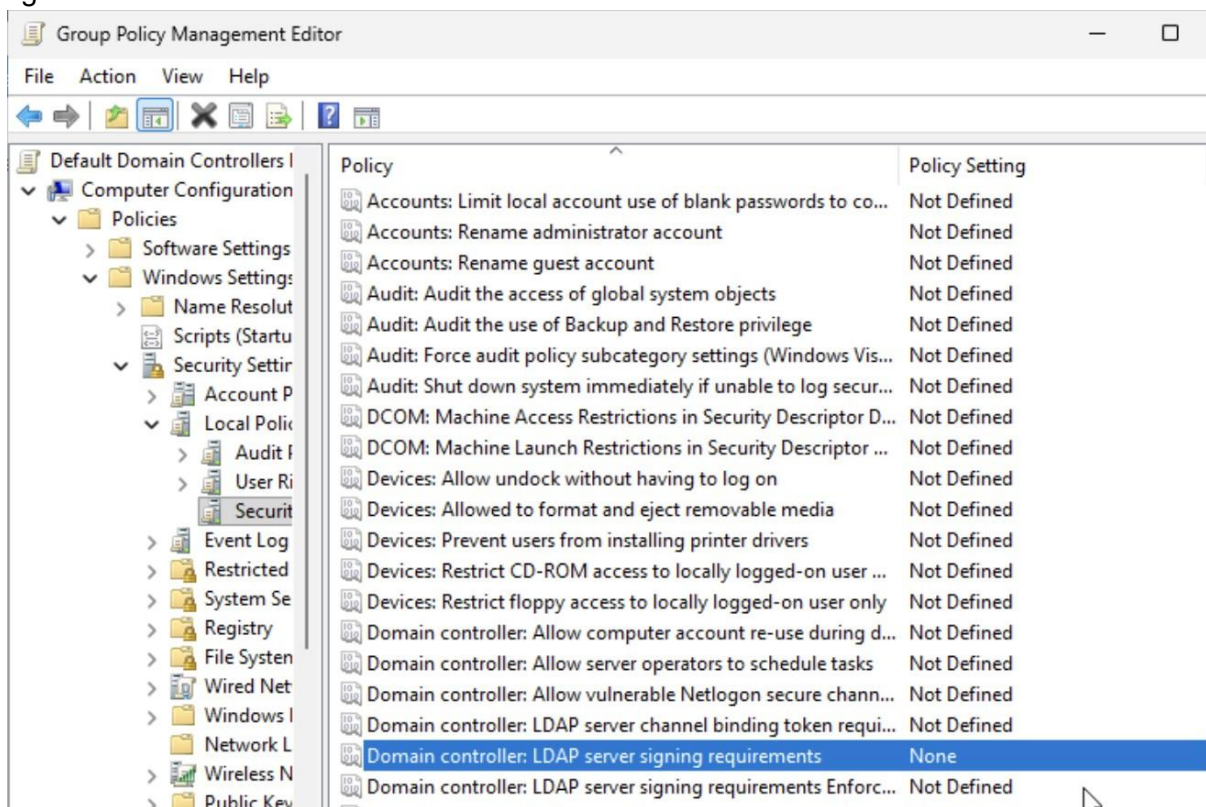 Group Policy Management Editor
File Action View Help
Default Domain Controllers
Computer Configuration
Policies
Software Settings
Windows Settings
Name Resolut
Scripts (Startu
Security Settin
Account P
Local Polic
Audit P
User Ri
Securit
Event Log
Restricted
System Se
Registry
File System
Wired Net
Windows
Network L
Wireless N
Public Key
Policy Policy Setting
Accounts: Limit local account use of blank passwords to co... Not Defined
Accounts: Rename administrator account Not Defined
Accounts: Rename guest account Not Defined
Audit: Audit the access of global system objects Not Defined
Audit: Audit the use of Backup and Restore privilege Not Defined
Audit: Force audit policy subcategory settings (Windows Vis... Not Defined
Audit: Shut down system immediately if unable to log secur... Not Defined
DCOM: Machine Access Restrictions in Security Descriptor D... Not Defined
DCOM: Machine Launch Restrictions in Security Descriptor ... Not Defined
Devices: Allow undock without having to log on Not Defined
Devices: Allowed to format and eject removable media Not Defined
Devices: Prevent users from installing printer drivers Not Defined
Devices: Restrict CD-ROM access to locally logged-on user ... Not Defined
Devices: Restrict floppy access to locally logged-on user only Not Defined
Domain controller: Allow computer account re-use during d... Not Defined
Domain controller: Allow server operators to schedule tasks Not Defined
Domain controller: Allow vulnerable Netlogon secure chann... Not Defined
Domain controller: LDAP server channel binding token requi... Not Defined
Domain controller: LDAP server signing requirements None
Domain controller: LDAP server signing requirements Enforc... Not Defined